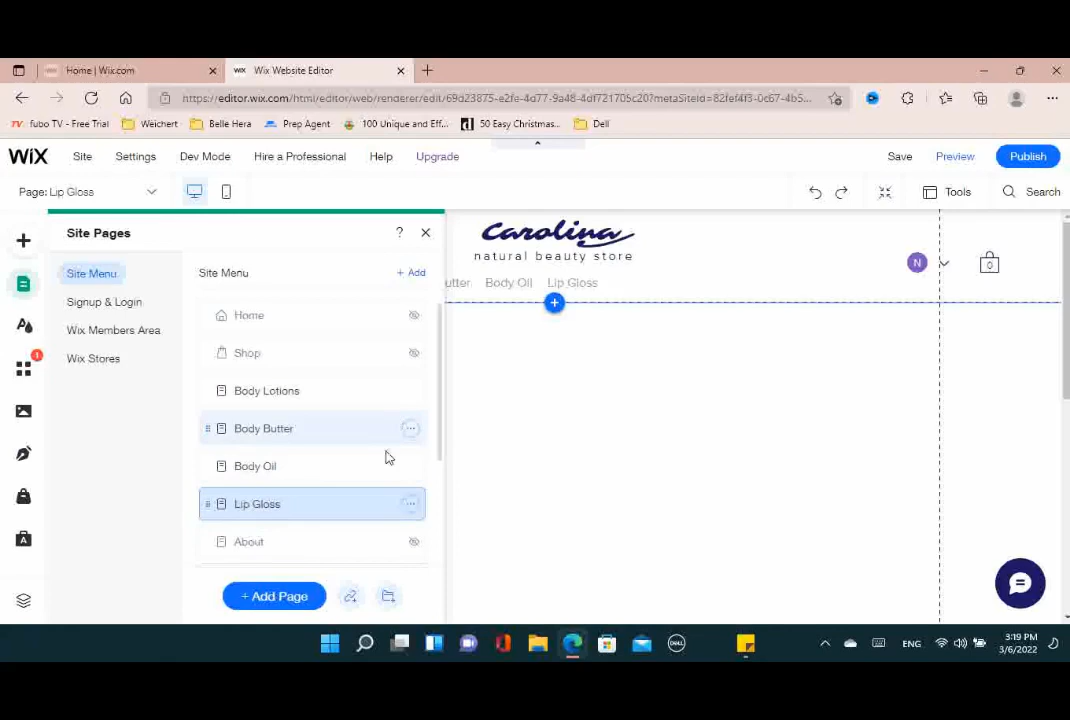 Home | Wix.com
WiX Wix Website Editor
https://editor.wix.com/html/editor/web/renderer/edit/69d23875-e2fe-4d77-9a48-4df721705c20?metaSiteId=82fef4f3-0c67-4b5...
fubo TV - Free Trial Weichert Belle Hera Prep Agent 100 Unique and Eff... 50 Easy Christmas... Dell
WiX Site Settings Dev Mode Hire a Professional Help Upgrade Save Preview Publish
Page: Lip Gloss Tools Search
Site Pages ?
carolina
natural beauty store
utter Body Oil Lip Gloss
N 0
Site Menu
Signup & Login
Wix Members Area
Wix Stores
Site Menu + Add
Home
Shop
Body Lotions
Body Butter
Body Oil
Lip Gloss
About
+ Add Page
1
A
ENG
3:19 PM
3/6/2022
DELL